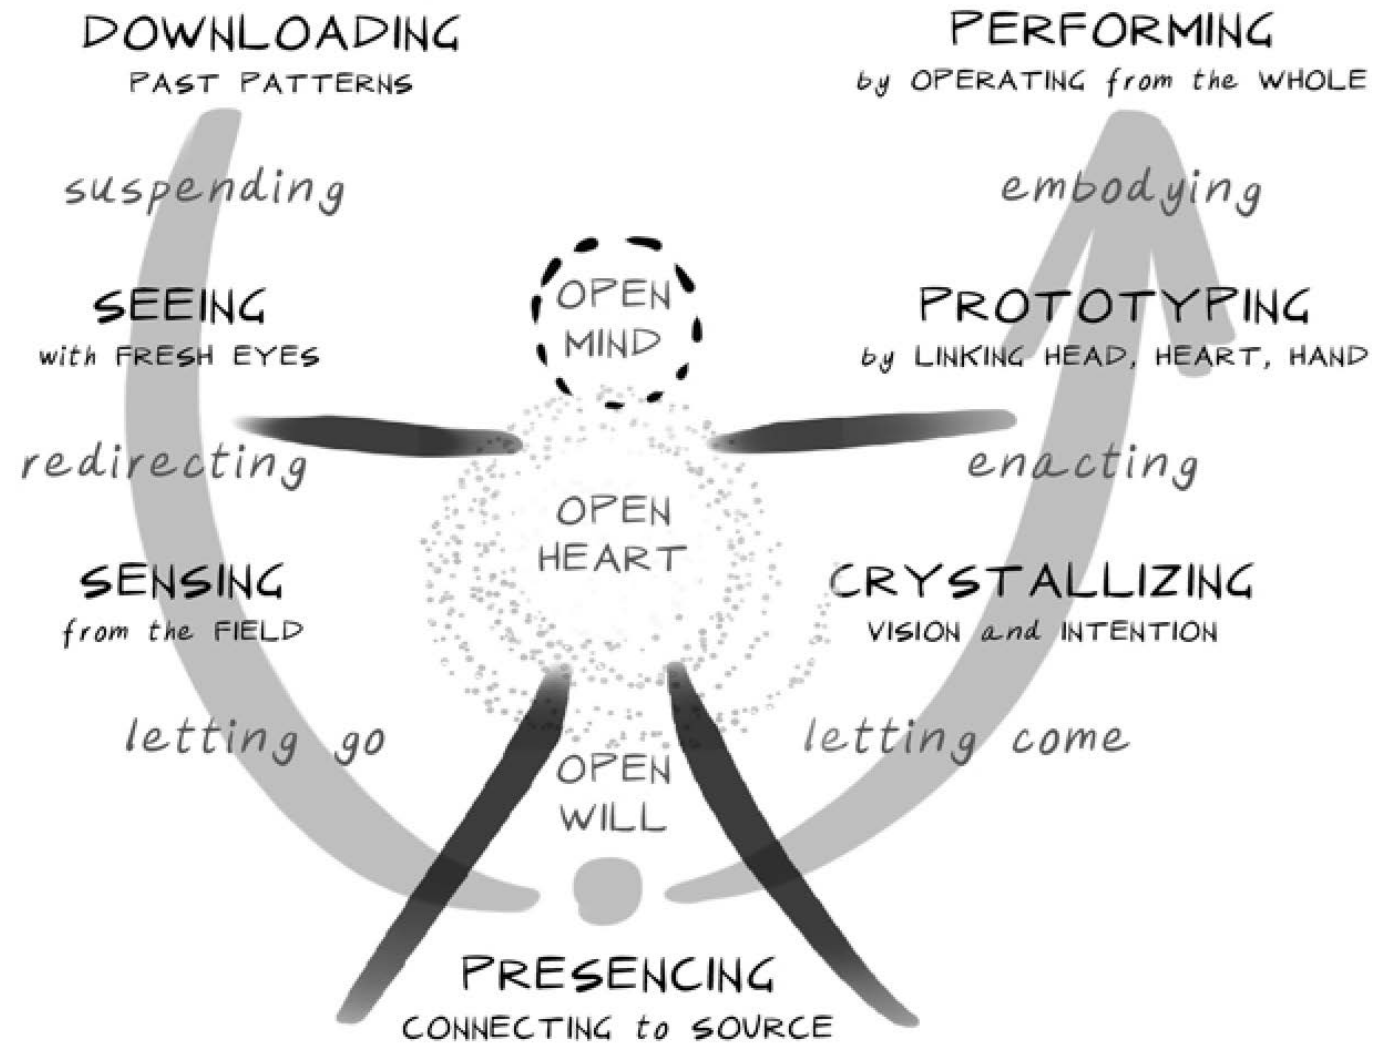 DOWNLOADING
PAST PATTERNS
suspending
SEEING
with FRESH EYES
redirecting
SENSING
from the FIELD
letting go
OPEN
MIND
OPEN
HEART
OPEN
WILL
PRESENCING
CONNECTING to SOURCE
PERFORMING
by OPERATING from the WHOLE
embodying
PROTOTYPING
by LINKING HEAD, HEART, HAND
enacting
CRYSTALLIZING
VISION and INTENTION
letting come